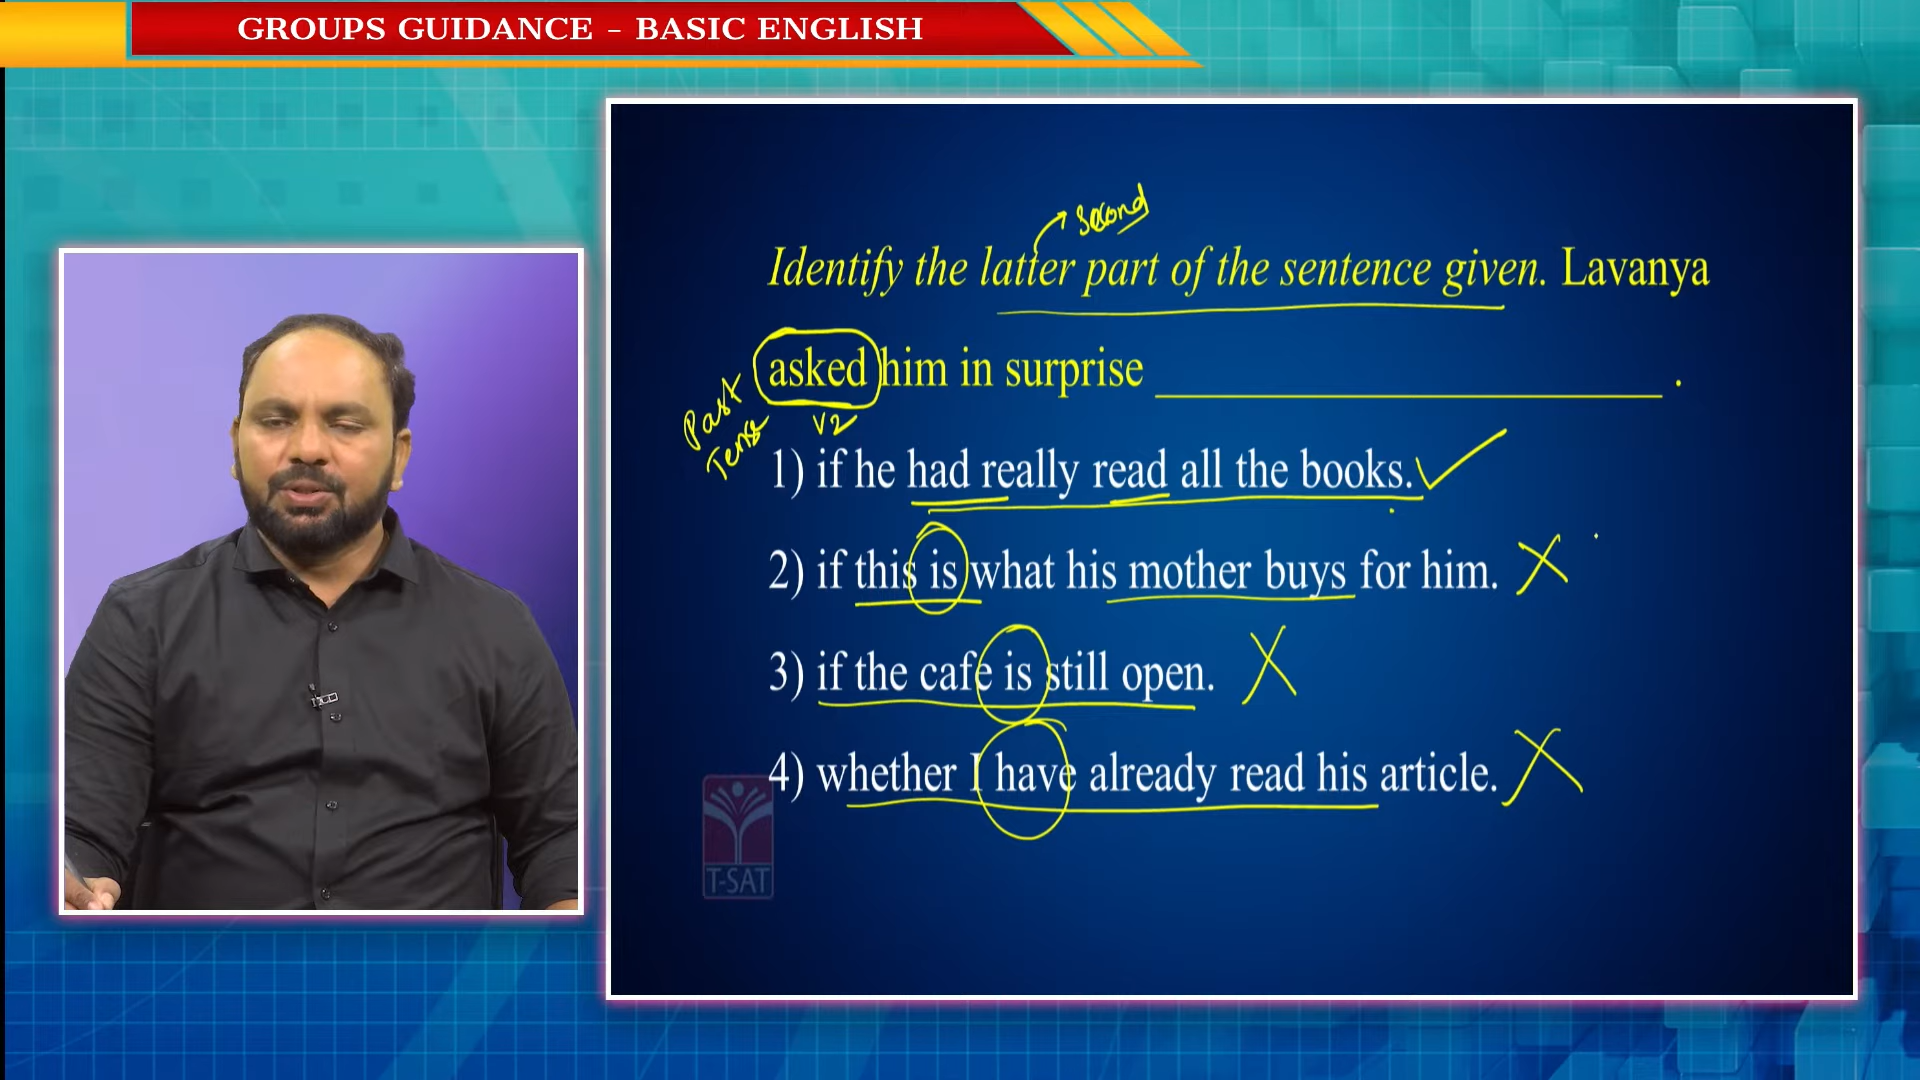 GROUPS GUIDANCE - BASIC ENGLISH
second
Identify the latter part of the sentence given. Lavanya
asked him in surprise ____________________ .
Past
Tense
V2
1) if he had really read all the books.
2) if this is what his mother buys for him.
3) if the cafe is still open.
4) whether I have already read his article.
T-SAT